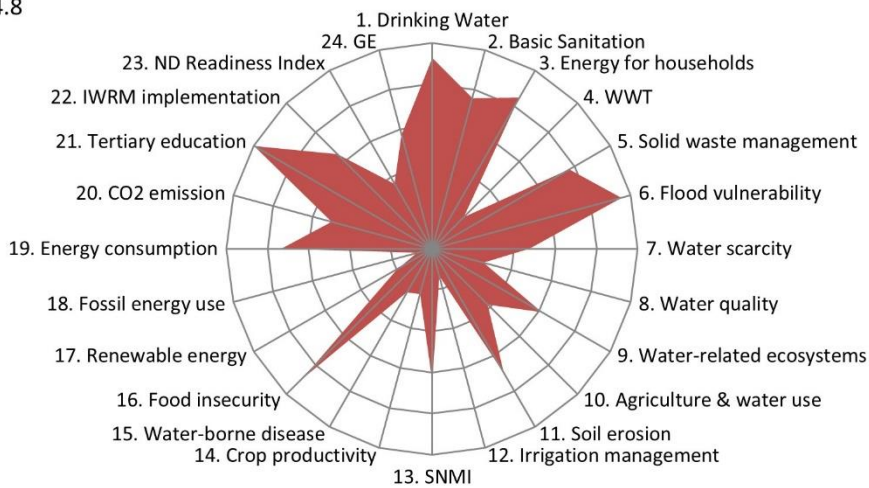 1. Drinking Water
2. Basic Sanitation
3. Energy for households
4. WWT
5. Solid waste management
6. Flood vulnerability
7. Water scarcity
8. Water quality
9. Water-related ecosystems
10. Agriculture & water use
11. Soil erosion
12. Irrigation management
13. SNMI
14. Crop productivity
15. Water-borne disease
16. Food insecurity
17. Renewable energy
18. Fossil energy use
19. Energy consumption
20. CO2 emission
21. Tertiary education
22. IWRM implementation
23. ND Readiness Index
24. GE